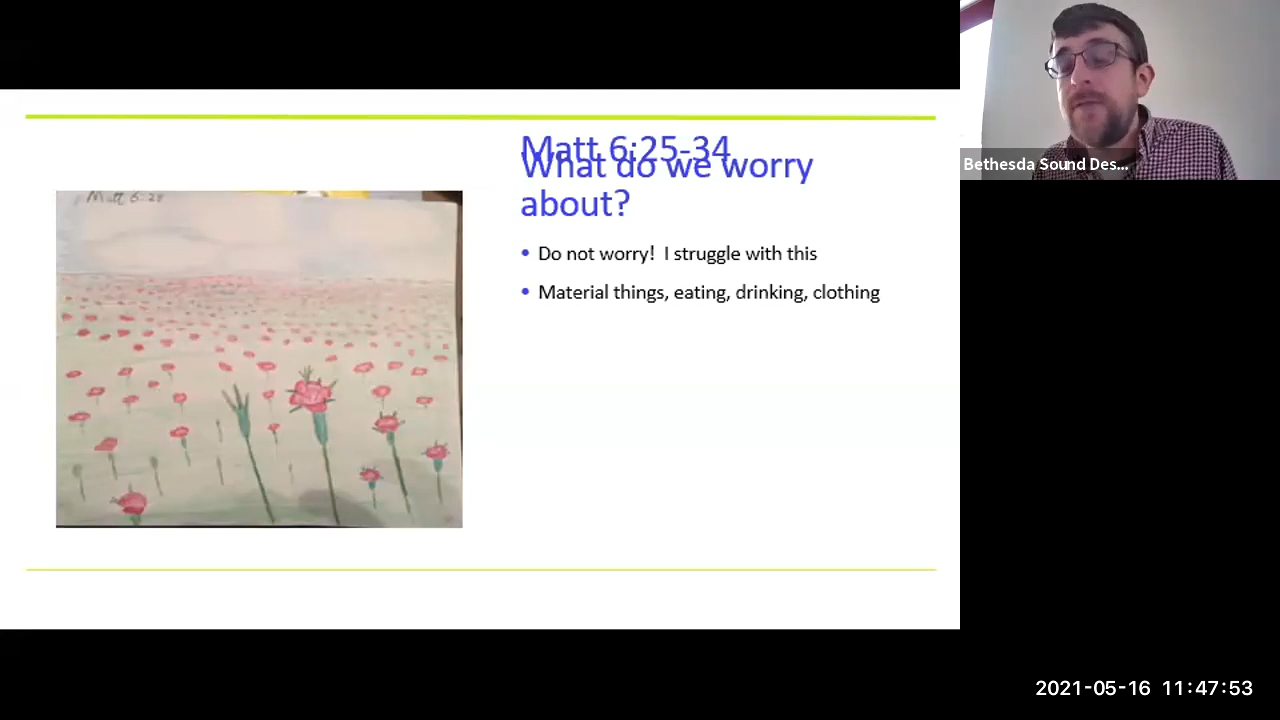 Matt 6:25-34
What do we worry
about?
• Do not worry!  I struggle with this
• Material things, eating, drinking, clothing
Matt 6:28
Bethesda Sound Des...
2021-05-16 11:47:53